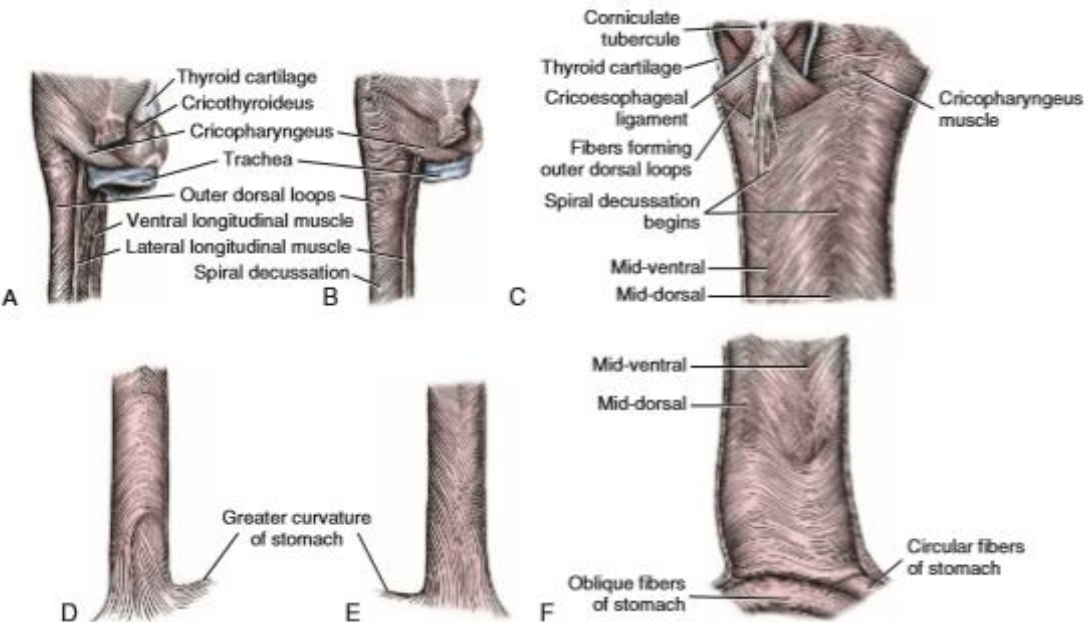 Thyroid cartilage
Cricothyroideus
Cricopharyngeus
Trachea
Outer dorsal loops
Ventral longitudinal muscle
Lateral longitudinal muscle
Spiral decussation
A
B
Corniculate
tubercule
Thyroid cartilage
Cricoesophageal
ligament
Fibers forming
outer dorsal loops
Spiral decussation
begins
Mid-ventral
Mid-dorsal
Cricopharyngeus
muscle
C
Greater curvature
of stomach
D
E
Mid-ventral
Mid-dorsal
Oblique fibers
of stomach
Circular fibers
of stomach
F